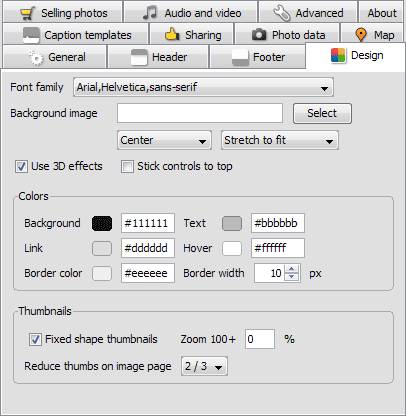 Selling photos Audio and video Advanced About
Caption templates Sharing Photo data Map
General Header Footer Design
Font family Arial,Helvetica,sans-serif
Background image Select
Center Stretch to fit
Use 3D effects Stick controls to top
Colors
Background #111111 Text #bbbbbb
Link #dddddd Hover #ffffff
Border color #eeeeee Border width 10 px
Thumbnails
Fixed shape thumbnails Zoom 100+ 0 %
Reduce thumbs on image page 2 / 3